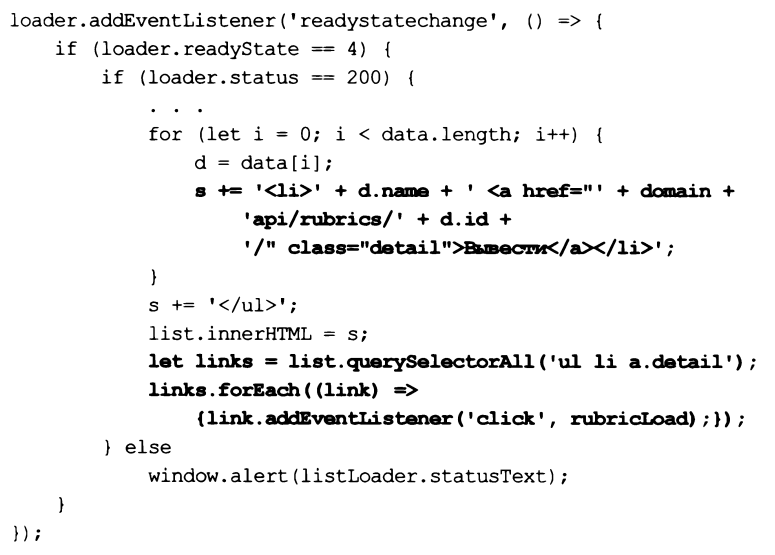 loader.addEventListener('readystatechange', () => {
    if (loader.readyState == 4) {
        if (loader.status == 200) {
            . . .
            for (let i = 0; i < data.length; i++) {
                d = data[i];
                s += '<li>' + d.name + ' <a href="' + domain +
                    'api/rubrics/' + d.id +
                    '/" class="detail">Вывести</a></li>';
            }
            s += '</ul>';
            list.innerHTML = s;
            let links = list.querySelectorAll('ul li a.detail');
            links.forEach((link) =>
                {link.addEventListener('click', rubricLoad);});
        } else
            window.alert(listLoader.statusText);
    }
});